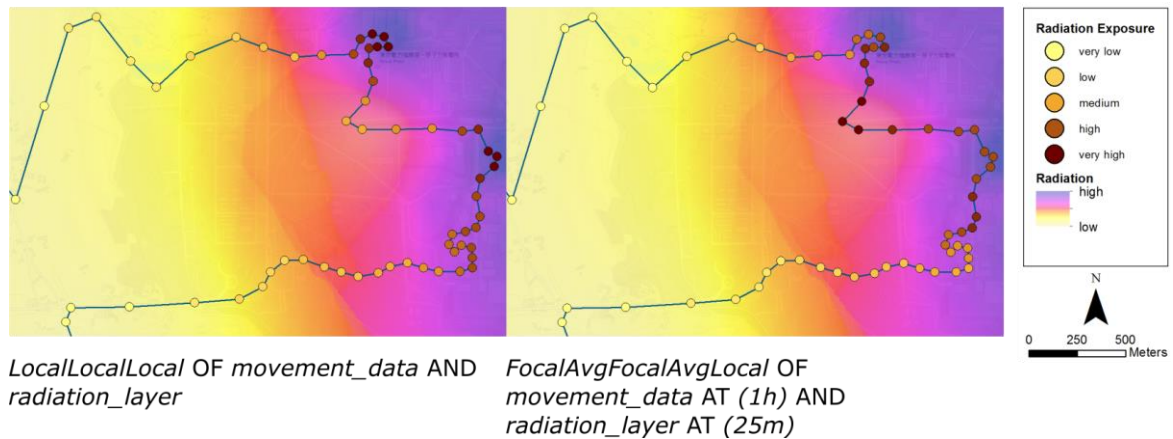 Radiation Exposure
very low
low
medium
high
very high
Radiation
high
low
N
0 250 500
Meters
LocalLocalLocal OF movement_data AND
radiation_layer
FocalAvgFocalAvgLocal OF
movement_data AT (1h) AND
radiation_layer AT (25m)